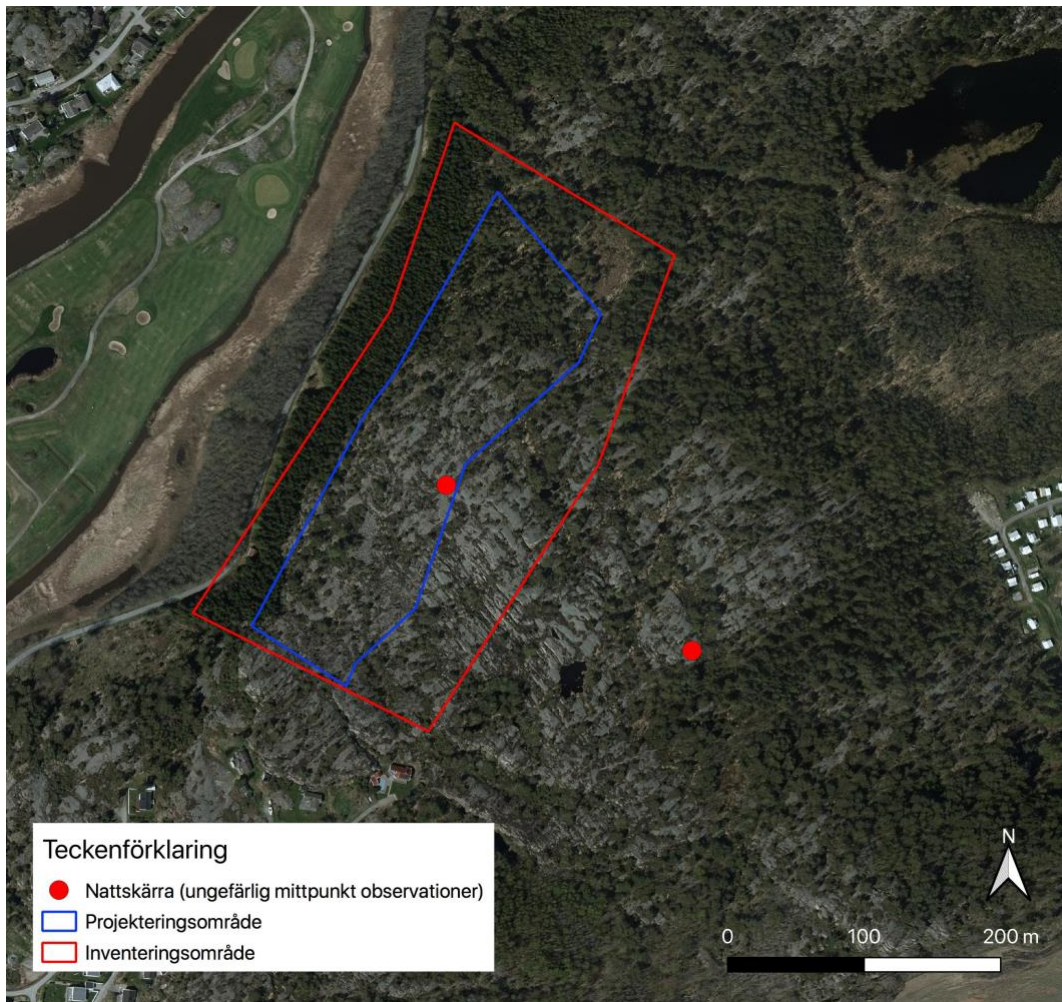 Teckenförklaring
Nattskärra (ungefärlig mittpunkt observationer)
Projekteringsområde
Inventeringsområde
N
0 100 200 m